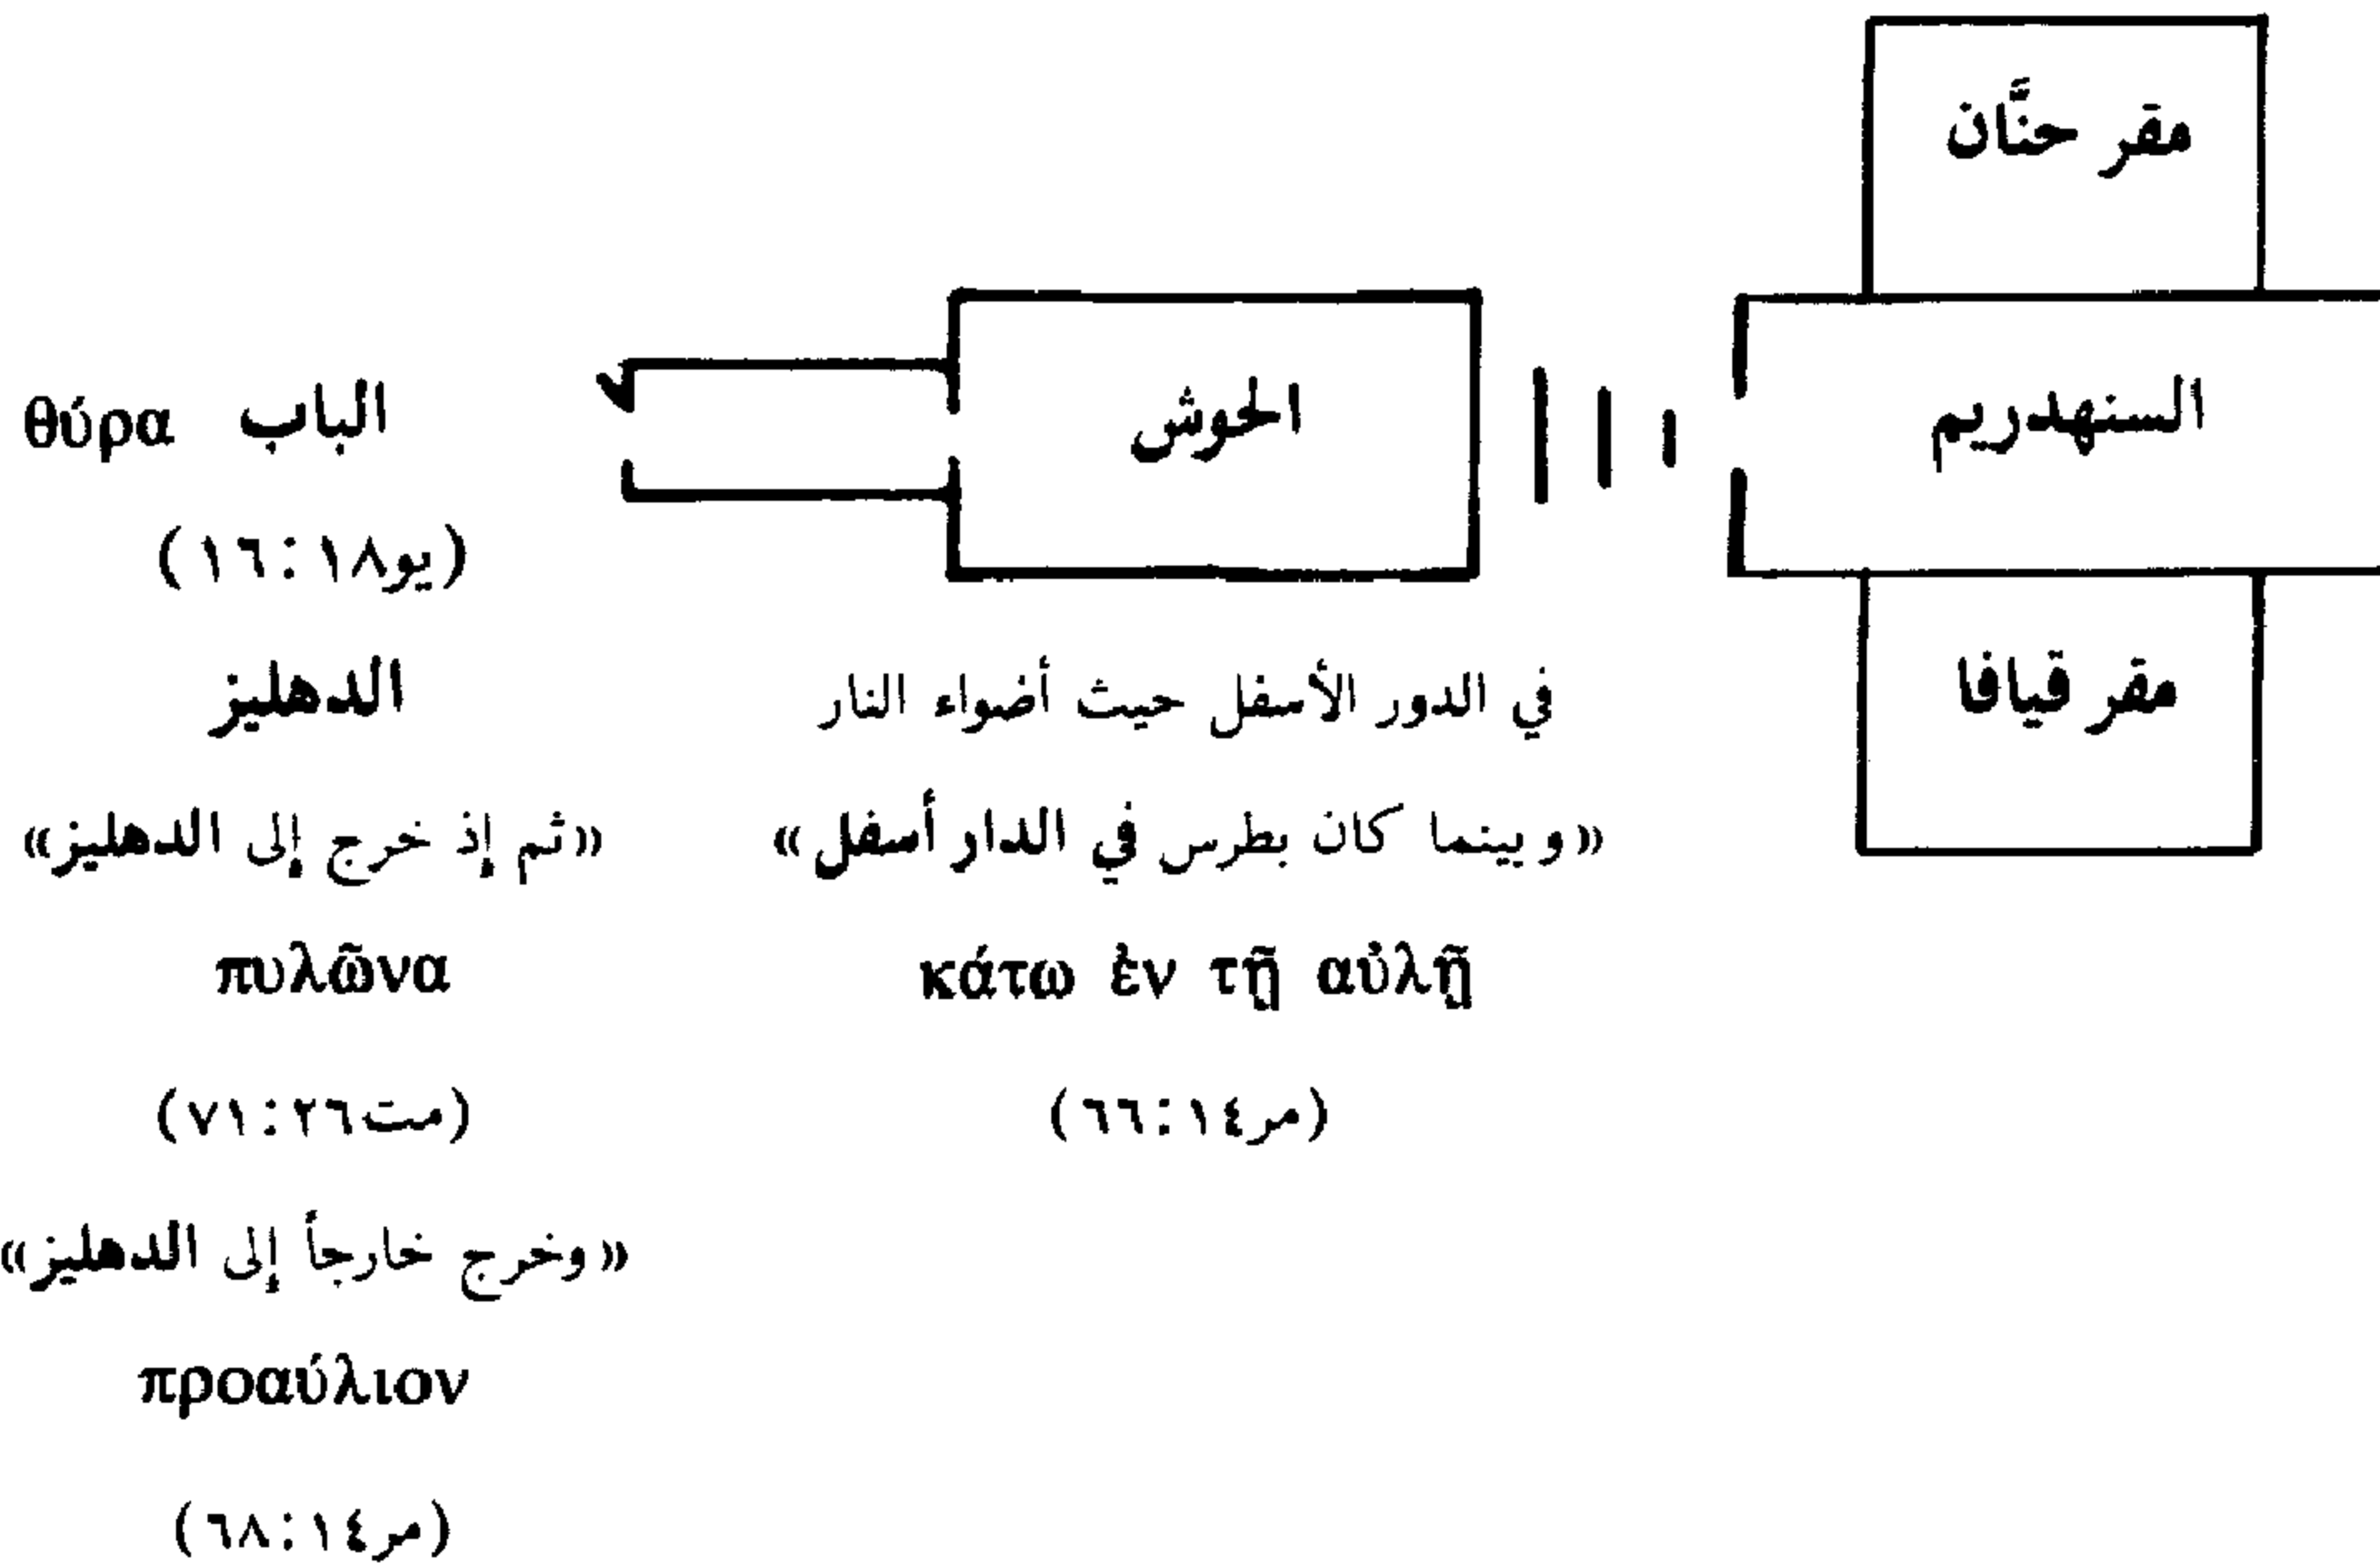 مقر حنَّان
السنهدريم
مقر قيافا
الحوش
في الدور الأسفل حيث أضواء النار
«وبينما كان بطرس في الدار أسفل»
κάτω ἐν τῇ αὐλῇ
(مر١٤:٦٦)
الباب θύρα
(يو١٨:١٦)
الدهليز
«ثم إذ خرج إلى الدهليز»
πυλῶνα
(مت٢٦:٧١)
«وخرج خارجاً إلى الدهليز»
προαύλιον
(مر١٤:٦٨)